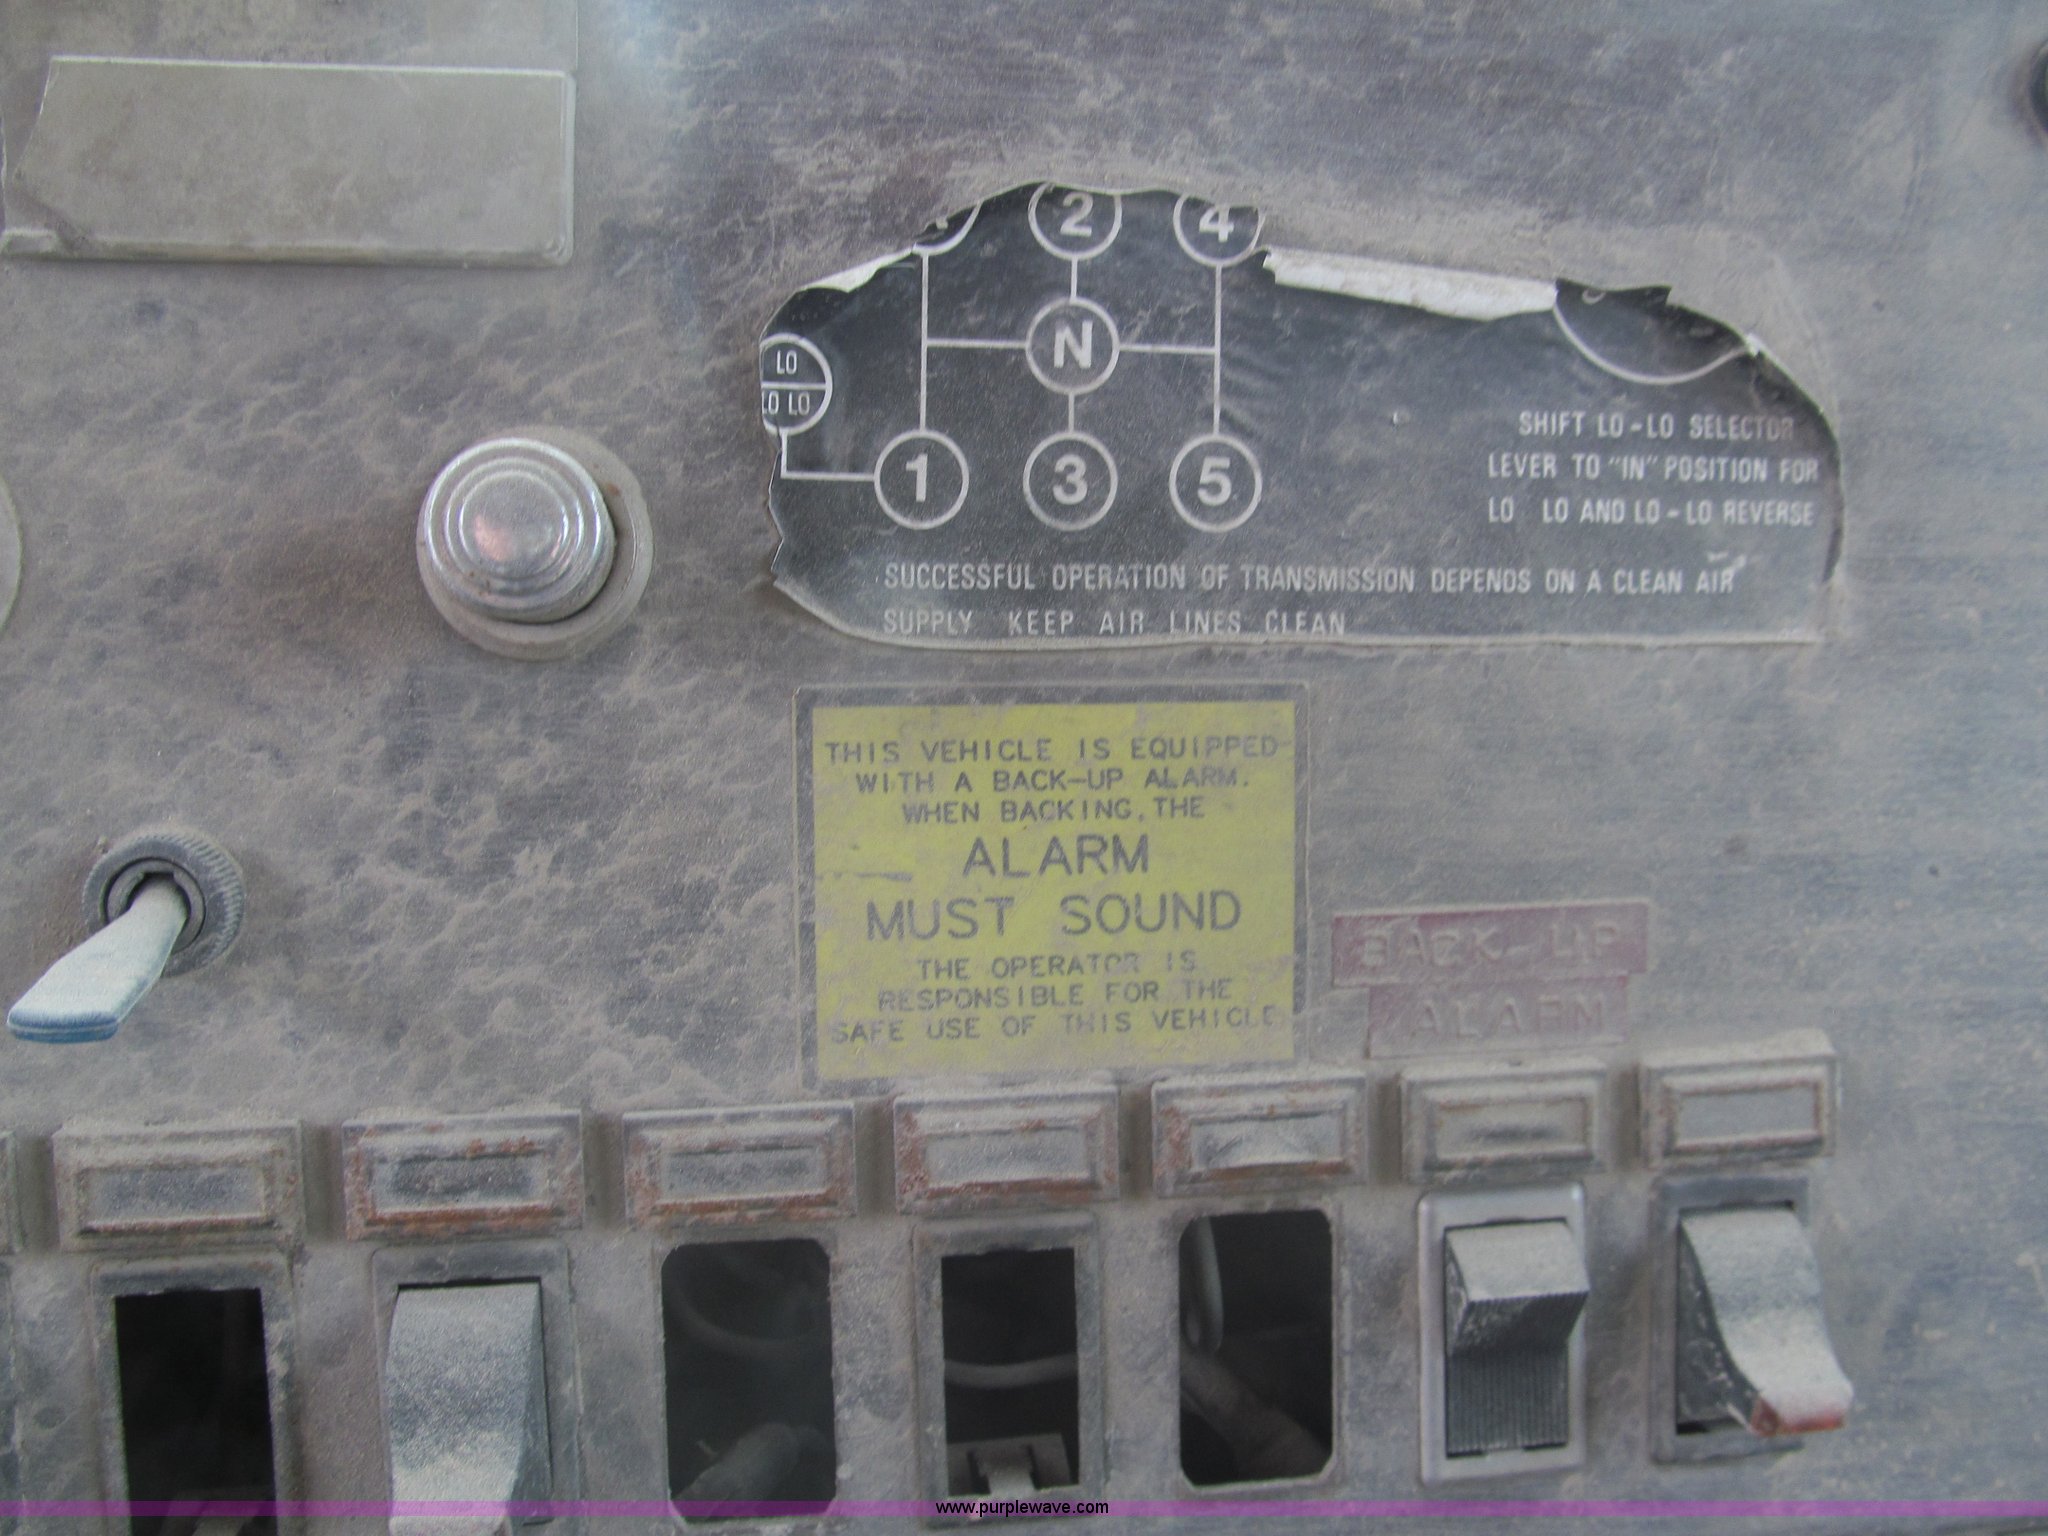 2
4
N
LO
LO LO
1
3
5
SHIFT LO-LO SELECTOR
LEVER TO "IN" POSITION FOR
LO LO AND LO-LO REVERSE
SUCCESSFUL OPERATION OF TRANSMISSION DEPENDS ON A CLEAN AIR
SUPPLY KEEP AIR LINES CLEAN
THIS VEHICLE IS EQUIPPED
WITH A BACK-UP ALARM.
WHEN BACKING, THE
ALARM
MUST SOUND
THE OPERATOR IS
RESPONSIBLE FOR THE
SAFE USE OF THIS VEHICLE
BACK-UP
ALARM
www.purplewave.com